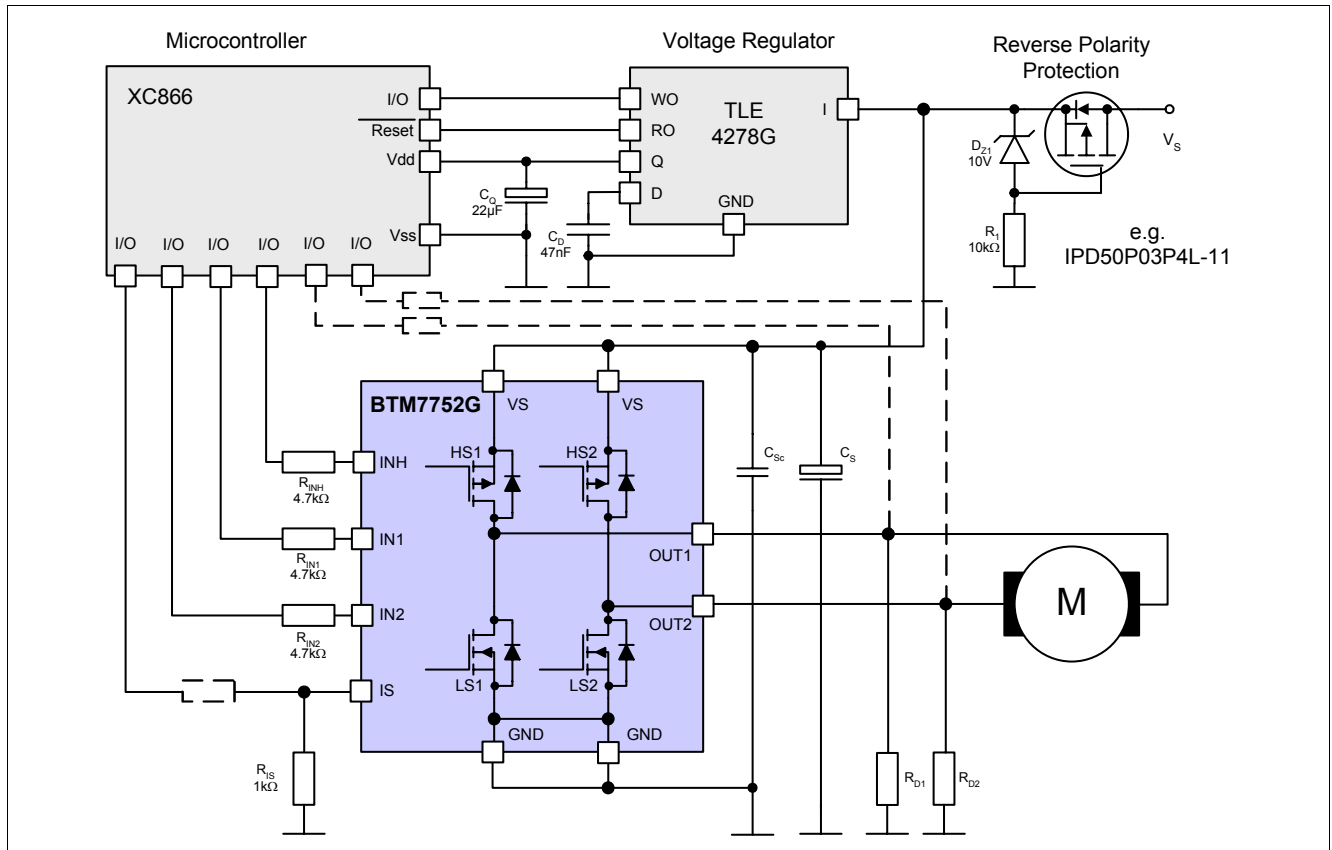 Microcontroller
Voltage Regulator
Reverse Polarity
Protection
XC866
I/O
Reset
Vdd
Vss
I/O
I/O
I/O
I/O
I/O
I/O
WO
RO
Q
D
TLE
4278G
I
GND
C_Q
22µF
C_D
47nF
D_Z1
10V
R_1
10kΩ
V_S
e.g.
IPD50P03P4L-11
BTM7752G
VS
VS
HS1
HS2
INH
IN1
IN2
IS
R_INH
4.7kΩ
R_IN1
4.7kΩ
R_IN2
4.7kΩ
R_IS
1kΩ
OUT1
OUT2
LS1
LS2
GND
GND
C_Sc
C_S
M
R_D1
R_D2